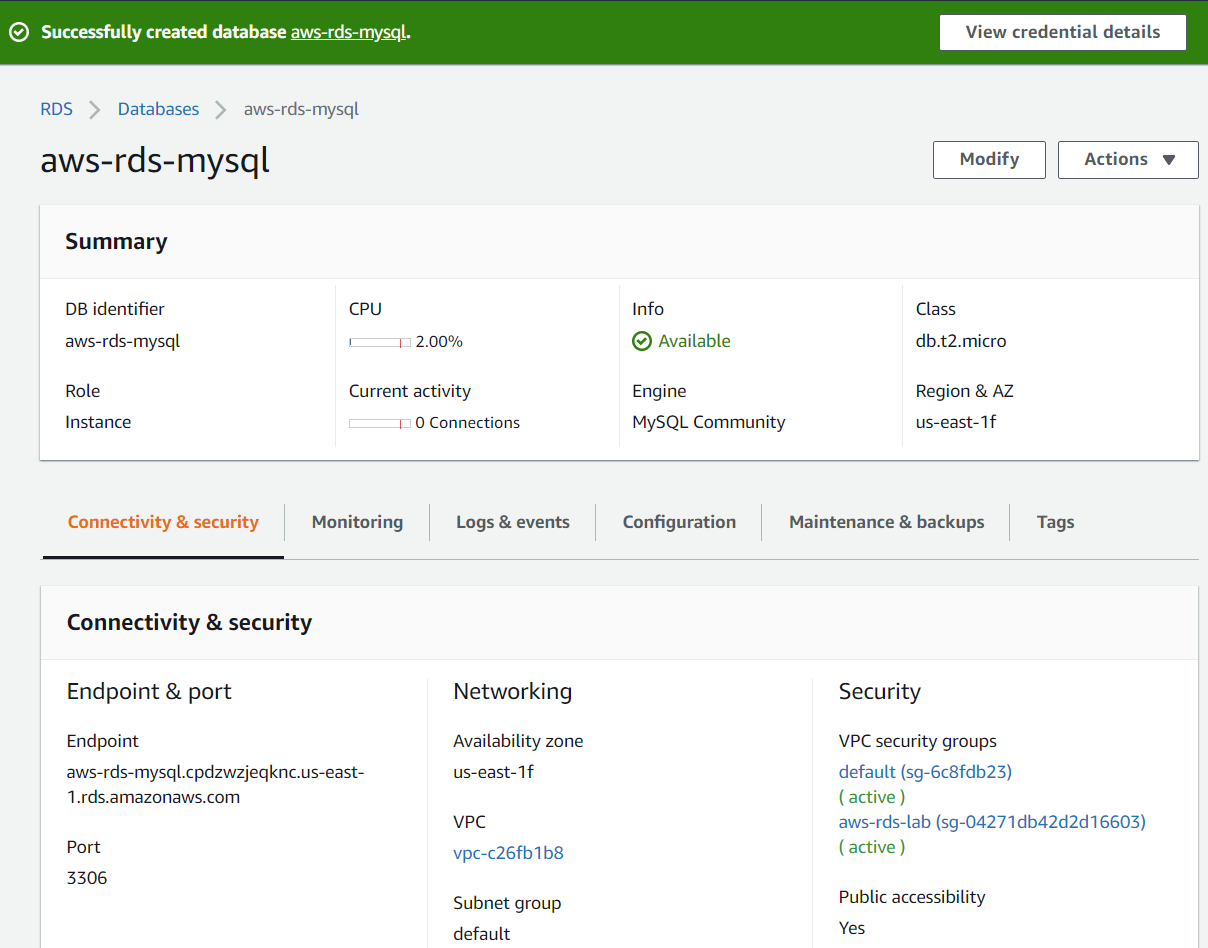 Successfully created database aws-rds-mysql.
View credential details
RDS
Databases
aws-rds-mysql
aws-rds-mysql
Modify
Actions
Summary
DB identifier
aws-rds-mysql
CPU
2.00%
Info
Available
Class
db.t2.micro
Role
Instance
Current activity
0 Connections
Engine
MySQL Community
Region & AZ
us-east-1f
Connectivity & security
Monitoring
Logs & events
Configuration
Maintenance & backups
Tags
Connectivity & security
Endpoint & port
Endpoint
aws-rds-mysql.cpdzwzjeqknc.us-east-
1.rds.amazonaws.com
Port
3306
Networking
Availability zone
us-east-1f
VPC
vpc-c26fb1b8
Subnet group
default
Security
VPC security groups
default (sg-6c8fdb23)
( active )
aws-rds-lab (sg-04271db42d2d16603)
( active )
Public accessibility
Yes